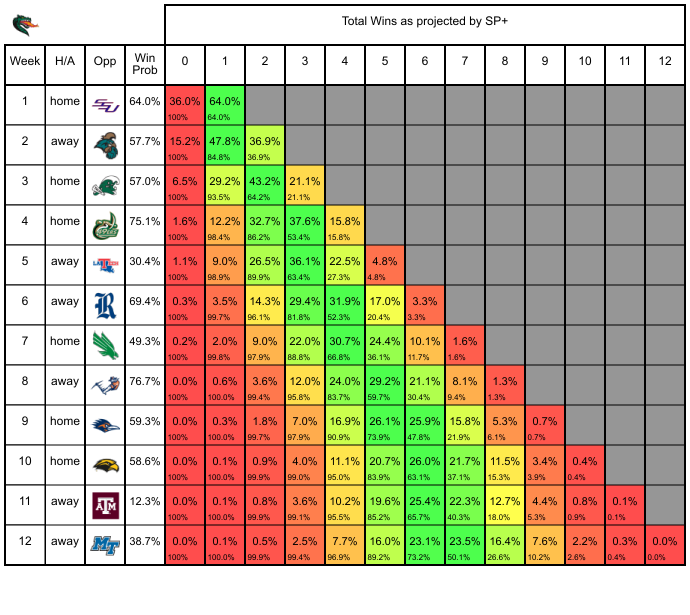 Total Wins as projected by SP+
Week H/A Opp Win Prob 0 1 2 3 4 5 6 7 8 9 10 11 12
1 home 64.0% 36.0% 64.0%
100% 64.0%
2 away 57.7% 15.2% 47.8% 36.9%
100% 84.8% 36.9%
3 home 57.0% 6.5% 29.2% 43.2% 21.1%
100% 93.5% 64.2% 21.1%
4 home 75.1% 1.6% 12.2% 32.7% 37.6% 15.8%
100% 98.4% 86.2% 53.4% 15.8%
5 away 30.4% 1.1% 9.0% 26.5% 36.1% 22.5% 4.8%
100% 98.9% 89.9% 63.4% 27.3% 4.8%
6 away 69.4% 0.3% 3.5% 14.3% 29.4% 31.9% 17.0% 3.3%
100% 99.7% 96.1% 81.8% 52.3% 20.4% 3.3%
7 home 49.3% 0.2% 2.0% 9.0% 22.0% 30.7% 24.4% 10.1% 1.6%
100% 99.8% 97.9% 88.8% 66.8% 36.1% 11.7% 1.6%
8 away 76.7% 0.0% 0.6% 3.6% 12.0% 24.0% 29.2% 21.1% 8.1% 1.3%
100% 100.0% 99.4% 95.8% 83.7% 59.7% 30.4% 9.4% 1.3%
9 home 59.3% 0.0% 0.3% 1.8% 7.0% 16.9% 26.1% 25.9% 15.8% 5.3% 0.7%
100% 100.0% 99.7% 97.9% 90.9% 73.9% 47.8% 21.9% 6.1% 0.7%
10 home 58.6% 0.0% 0.1% 0.9% 4.0% 11.1% 20.7% 26.0% 21.7% 11.5% 3.4% 0.4%
100% 100.0% 99.9% 99.0% 95.0% 83.9% 63.1% 37.1% 15.3% 3.9% 0.4%
11 away 12.3% 0.0% 0.1% 0.8% 3.6% 10.2% 19.6% 25.4% 22.3% 12.7% 4.4% 0.8% 0.1%
100% 100.0% 99.9% 99.1% 95.5% 85.2% 65.7% 40.3% 18.0% 5.3% 0.9% 0.1%
12 away 38.7% 0.0% 0.1% 0.5% 2.5% 7.7% 16.0% 23.1% 23.5% 16.4% 7.6% 2.2% 0.3% 0.0%
100% 100.0% 99.9% 99.4% 96.9% 89.2% 73.2% 50.1% 26.6% 10.2% 2.6% 0.4% 0.0%